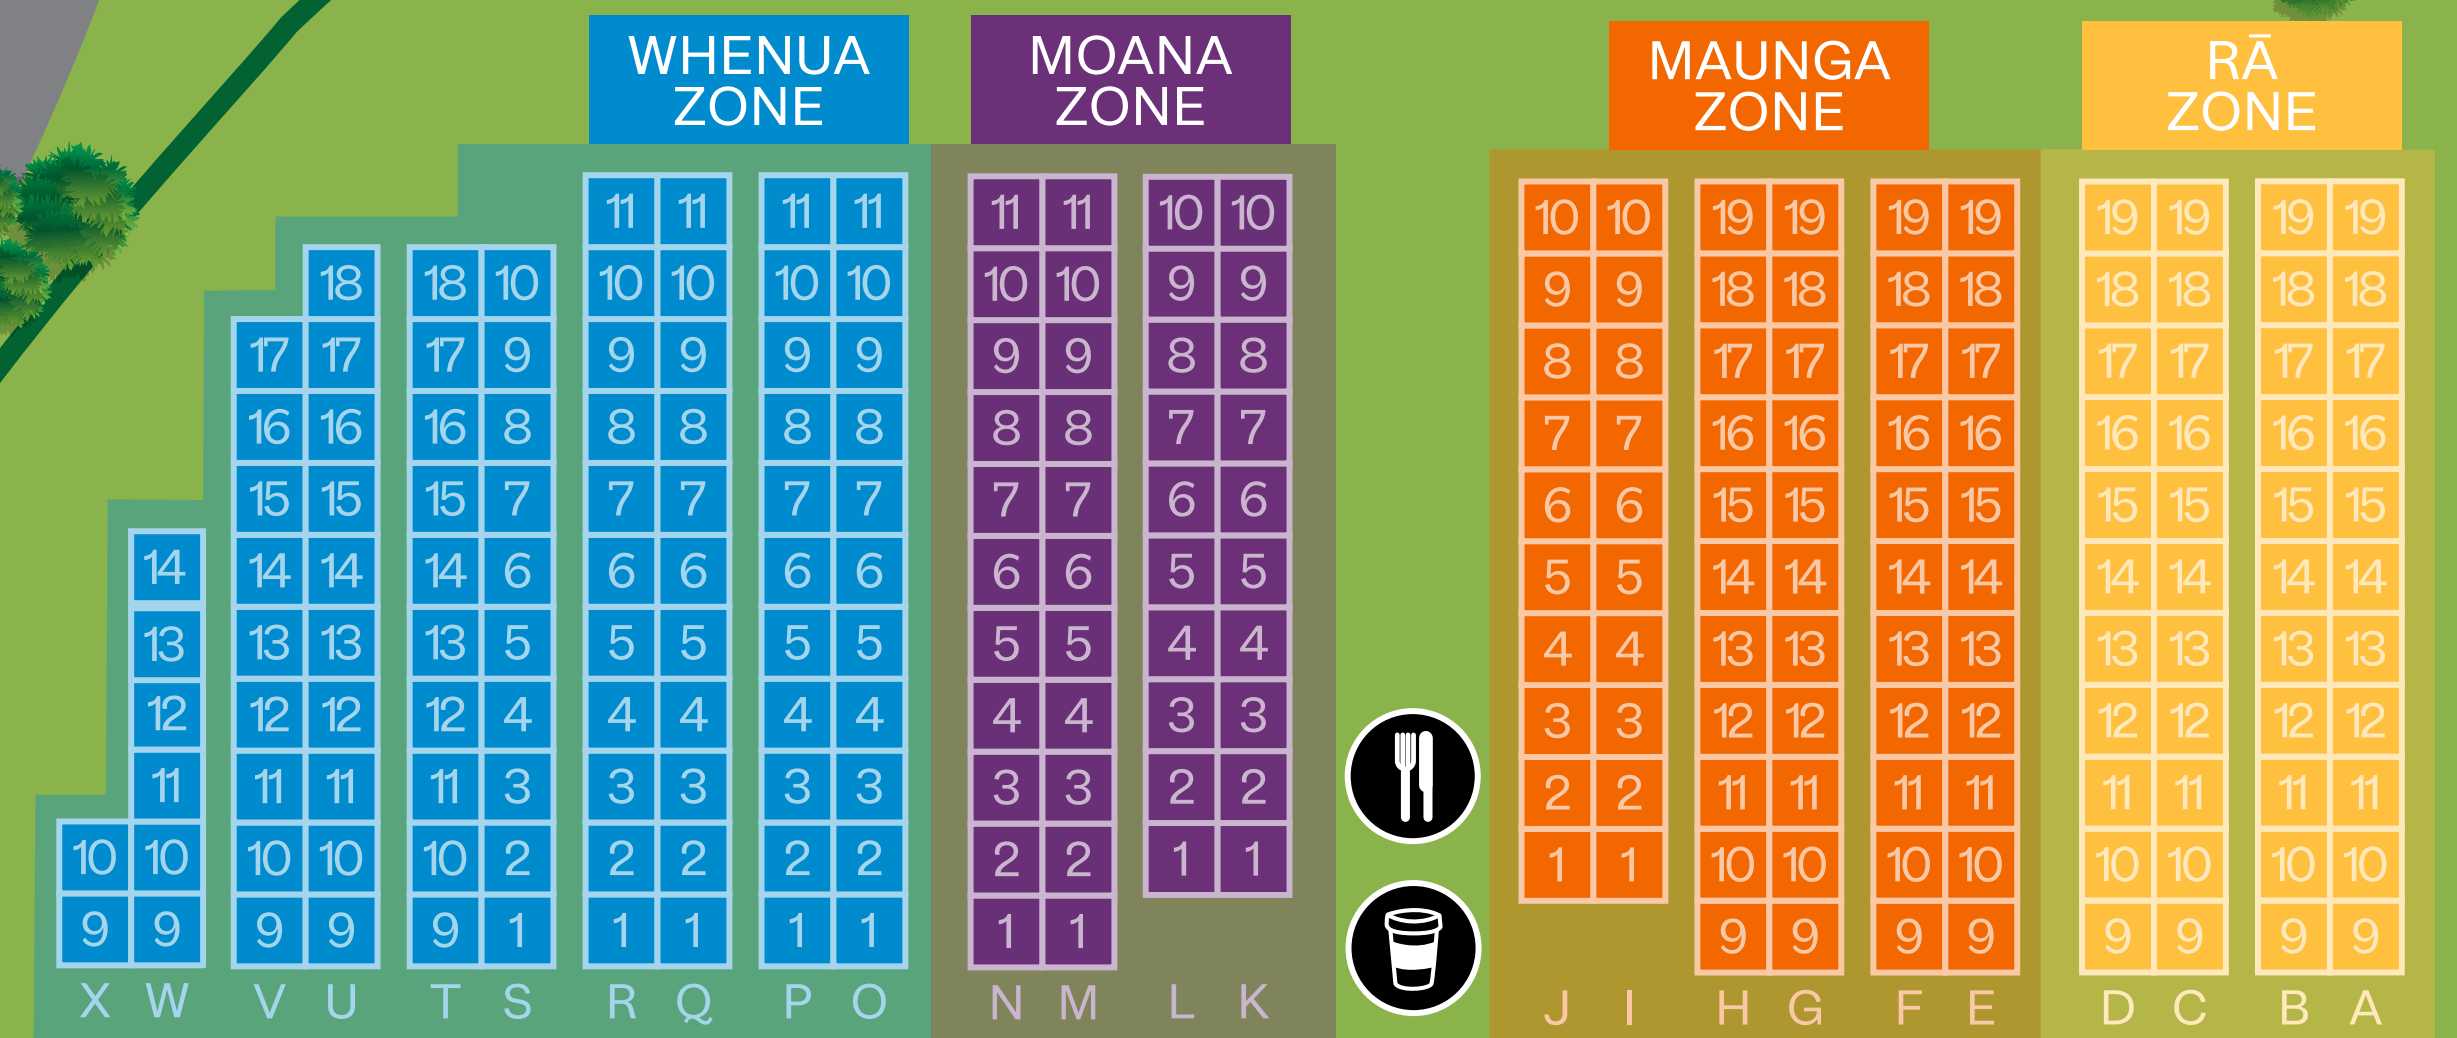 WHENUA
ZONE
MOANA
ZONE
MAUNGA
ZONE
RĀ
ZONE
11 11 11 11 11 11 10 10 10 10 19 19 19 19 19 19 19 19
18 18 10 10 10 10 10 10 10 9 9 9 9 18 18 18 18 18 18 18 18
17 17 17 9 9 9 9 9 9 9 8 8 8 8 17 17 17 17 17 17 17 17
16 16 16 8 8 8 8 8 8 8 7 7 7 7 16 16 16 16 16 16 16 16
15 15 15 7 7 7 7 7 7 7 6 6 6 6 15 15 15 15 15 15 15 15
14 14 14 14 6 6 6 6 6 6 6 5 5 5 5 14 14 14 14 14 14 14 14
13 13 13 13 5 5 5 5 5 5 5 4 4 4 4 13 13 13 13 13 13 13 13
12 12 12 12 4 4 4 4 4 4 4 3 3 3 3 12 12 12 12 12 12 12 12
11 11 11 11 3 3 3 3 3 3 3 2 2 2 2 11 11 11 11 11 11 11 11
10 10 10 10 10 2 2 2 2 2 2 2 1 1 1 1 10 10 10 10 10 10 10 10
9 9 9 9 9 1 1 1 1 1 1 1 9 9 9 9 9 9 9 9
X W V U T S R Q P O N M L K J I H G F E D C B A